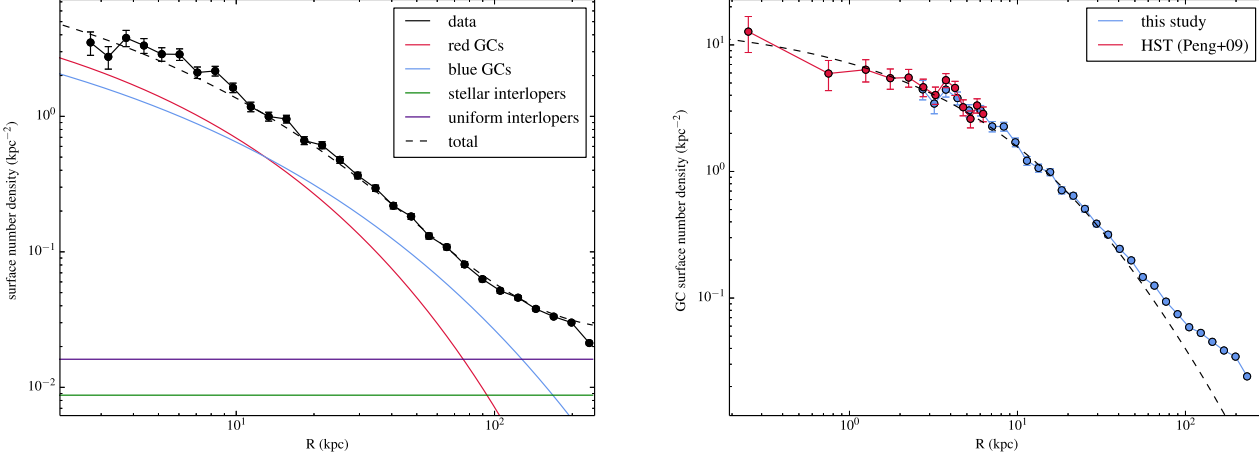 data
red GCs
blue GCs
stellar interlopers
uniform interlopers
total
surface number density (kpc⁻²)
10⁰
10⁻¹
10⁻²
10¹
10²
R (kpc)
this study
HST (Peng+09)
GC surface number density (kpc⁻²)
10¹
10⁰
10⁻¹
10⁰
10¹
10²
R (kpc)